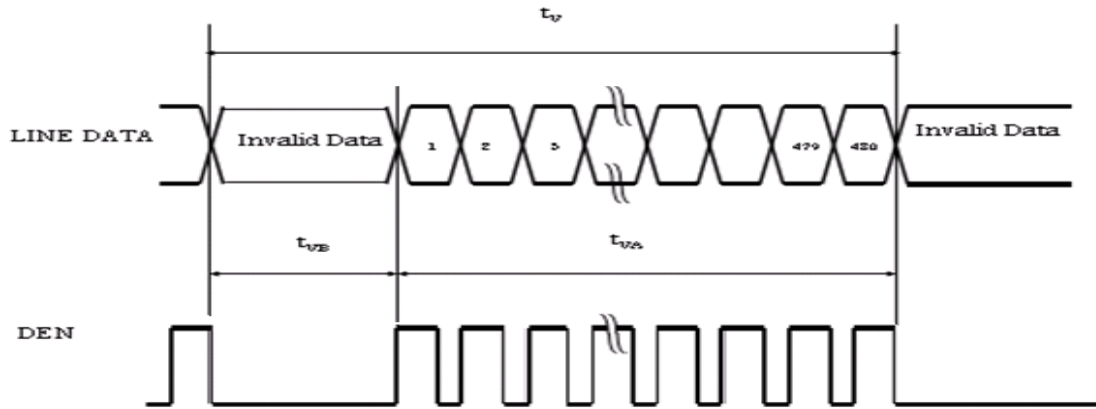 tv
LINE DATA Invalid Data 1 2 3 479 480 Invalid Data
tVB tVA
DEN